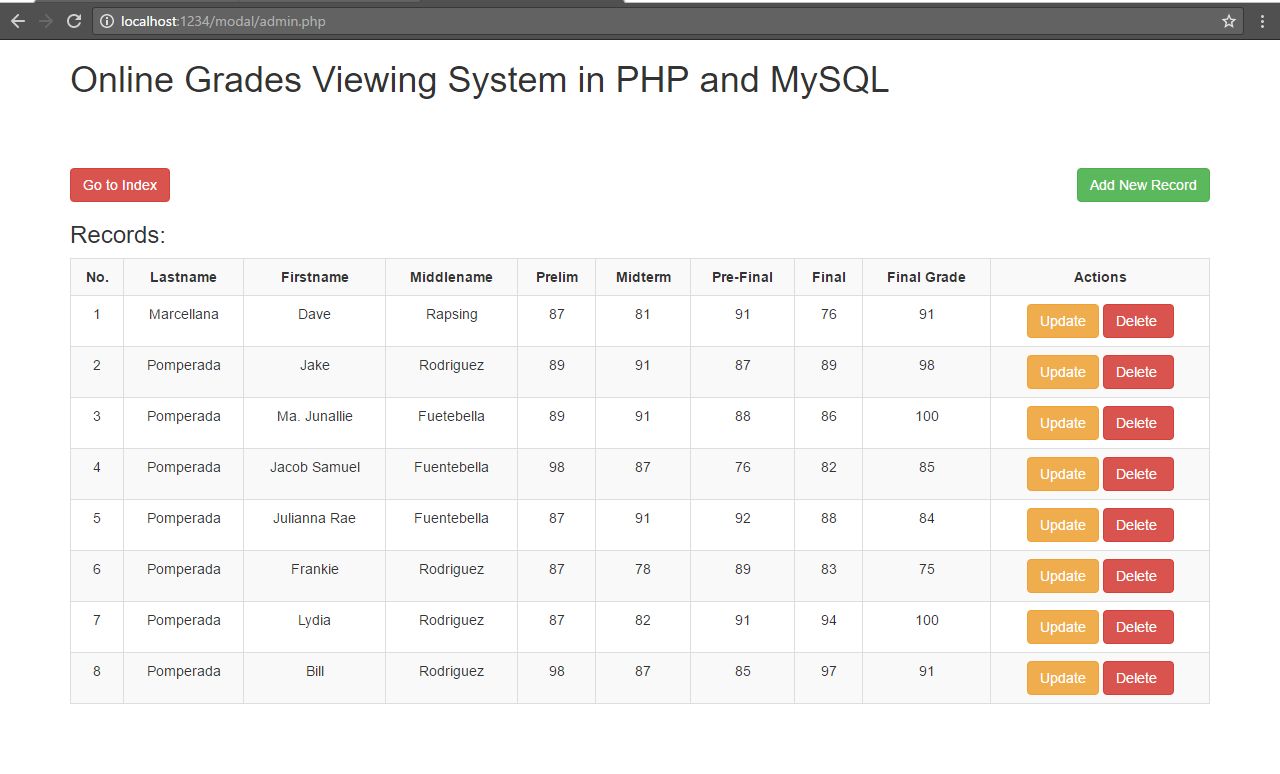 localhost:1234/modal/admin.php
Online Grades Viewing System in PHP and MySQL
Go to Index Add New Record
Records:
No. Lastname Firstname Middlename Prelim Midterm Pre-Final Final Final Grade Actions
1 Marcellana Dave Rapsing 87 81 91 76 91 Update Delete
2 Pomperada Jake Rodriguez 89 91 87 89 98 Update Delete
3 Pomperada Ma. Junallie Fuetebella 89 91 88 86 100 Update Delete
4 Pomperada Jacob Samuel Fuentebella 98 87 76 82 85 Update Delete
5 Pomperada Julianna Rae Fuentebella 87 91 92 88 84 Update Delete
6 Pomperada Frankie Rodriguez 87 78 89 83 75 Update Delete
7 Pomperada Lydia Rodriguez 87 82 91 94 100 Update Delete
8 Pomperada Bill Rodriguez 98 87 85 97 91 Update Delete